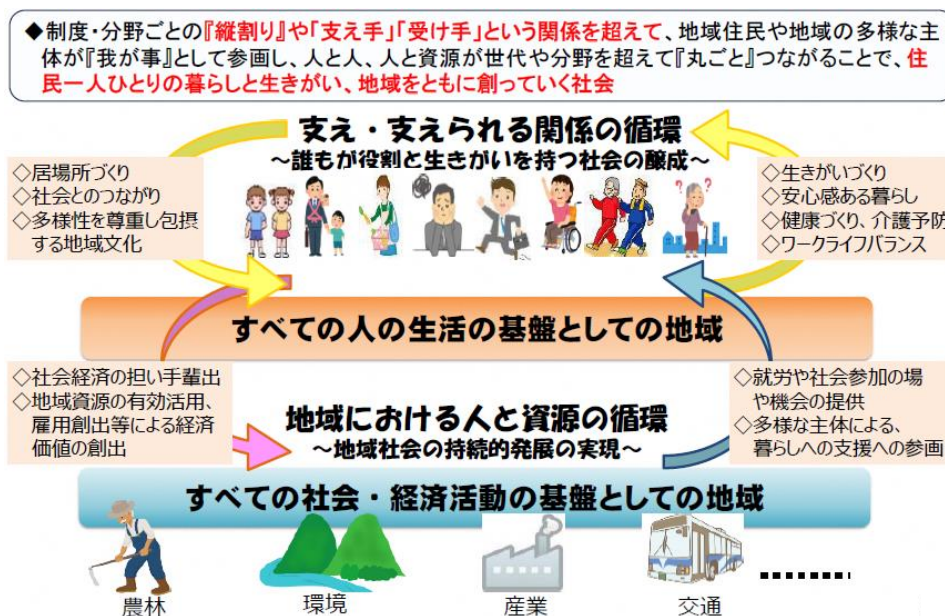 ◆制度・分野ごとの『縦割り』や「支え手」「受け手」という関係を超えて、地域住民や地域の多様な主
体が『我が事』として参画し、人と人、人と資源が世代や分野を超えて『丸ごと』つながることで、住
民一人ひとりの暮らしと生きがい、地域をともに創っていく社会
支え・支えられる関係の循環
～誰もが役割と生きがいを持つ社会の醸成～
◇居場所づくり
◇社会とのつながり
◇多様性を尊重し包摂
する地域文化
◇生きがいづくり
◇安心感ある暮らし
◇健康づくり、介護予防
◇ワークライフバランス
すべての人の生活の基盤としての地域
◇社会経済の担い手輩出
◇地域資源の有効活用、
雇用創出等による経済
価値の創出
地域における人と資源の循環
～地域社会の持続的発展の実現～
◇就労や社会参加の場
や機会の提供
◇多様な主体による、
暮らしへの支援への参画
すべての社会・経済活動の基盤としての地域
農林
環境
産業
交通